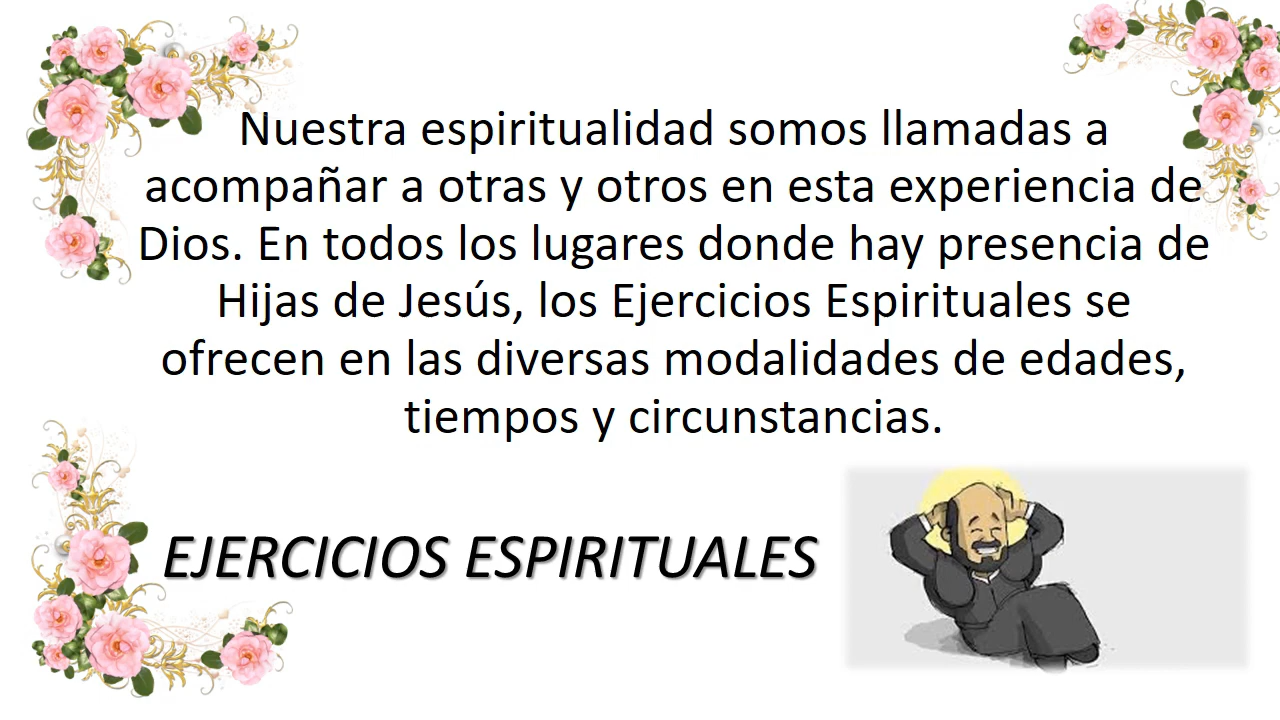 Nuestra espiritualidad somos llamadas a
acompañar a otras y otros en esta experiencia de
Dios. En todos los lugares donde hay presencia de
Hijas de Jesús, los Ejercicios Espirituales se
ofrecen en las diversas modalidades de edades,
tiempos y circunstancias.
EJERCICIOS ESPIRITUALES